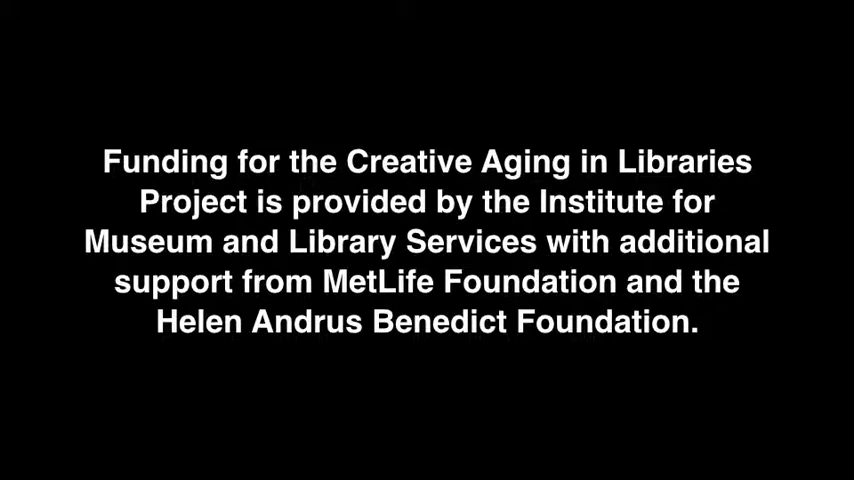 Funding for the Creative Aging in Libraries
Project is provided by the Institute for
Museum and Library Services with additional
support from MetLife Foundation and the
Helen Andrus Benedict Foundation.